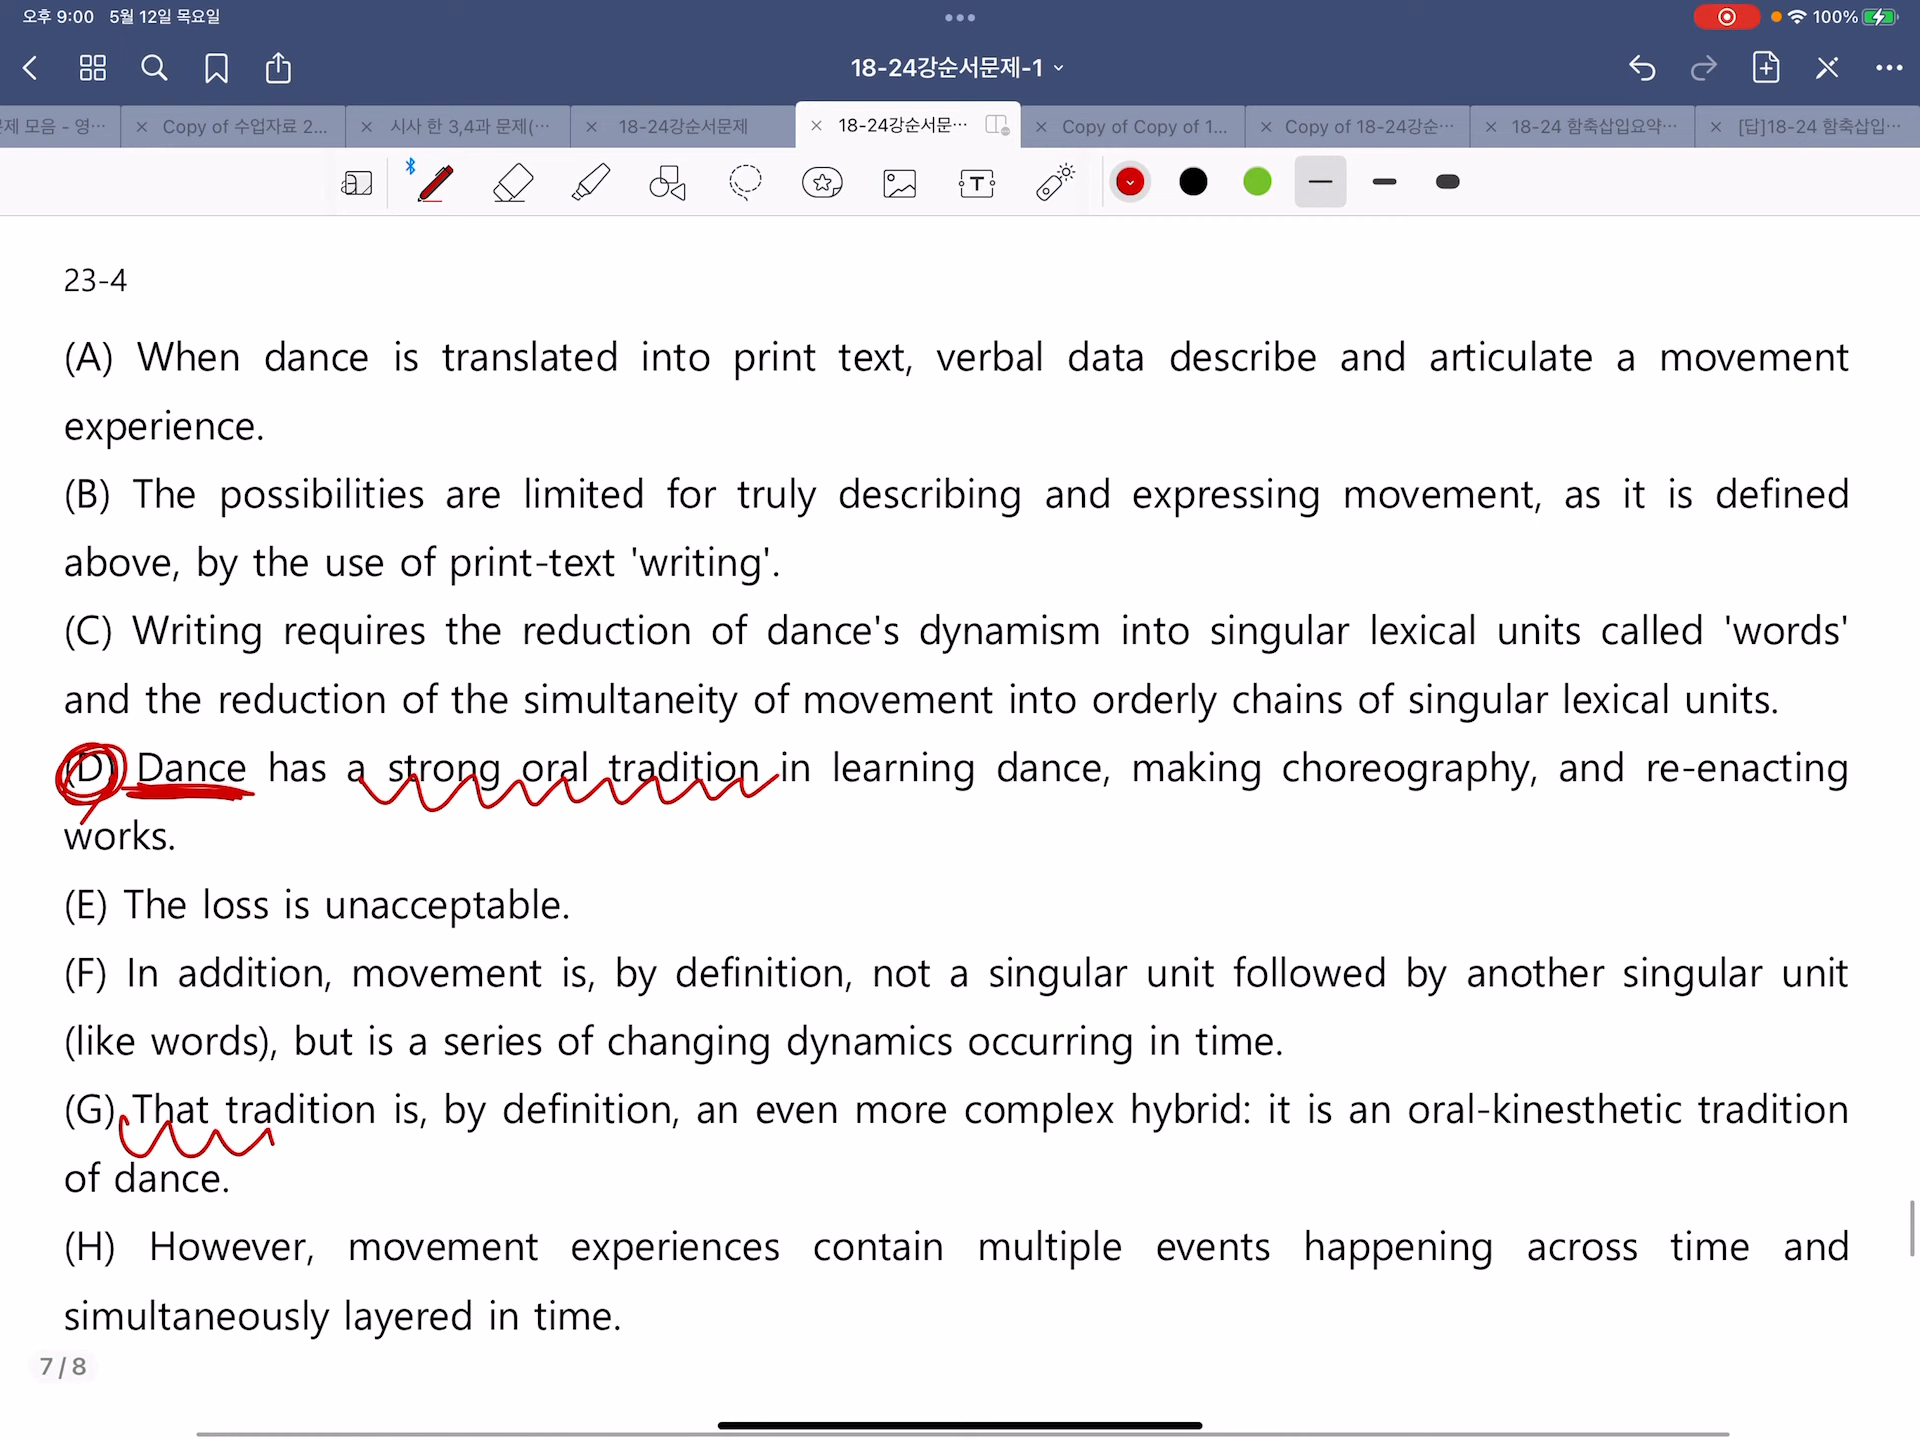 오후 9:00 5월 12일 목요일
100%
18-24강순서문제-1
제 모음 - 영…
Copy of 수업자료 2...
시사 한 3,4과 문제(…
18-24강순서문제
18-24강순서문…
Copy of Copy of 1...
Copy of 18-24강순…
18-24 함축삽입요약…
[답]18-24 함축삽입…
T
23-4
(A) When dance is translated into print text, verbal data describe and articulate a movement
experience.
(B) The possibilities are limited for truly describing and expressing movement, as it is defined
above, by the use of print-text 'writing'.
(C) Writing requires the reduction of dance's dynamism into singular lexical units called 'words'
and the reduction of the simultaneity of movement into orderly chains of singular lexical units.
(D) Dance has a strong oral tradition in learning dance, making choreography, and re-enacting
works.
(E) The loss is unacceptable.
(F) In addition, movement is, by definition, not a singular unit followed by another singular unit
(like words), but is a series of changing dynamics occurring in time.
(G) That tradition is, by definition, an even more complex hybrid: it is an oral-kinesthetic tradition
of dance.
(H) However, movement experiences contain multiple events happening across time and
simultaneously layered in time.
7 / 8